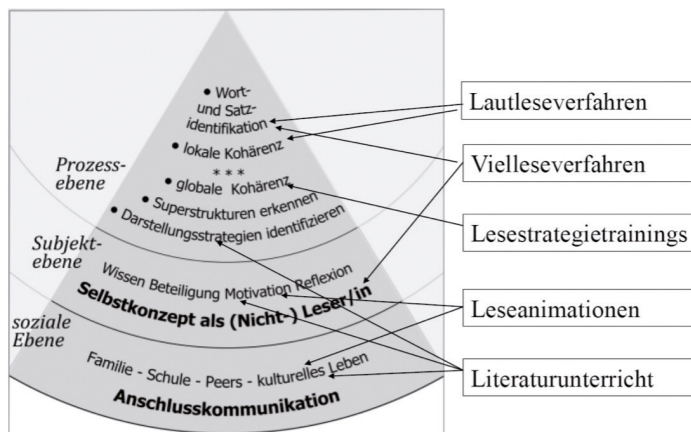 • Wort-
und Satz-
identifikation
• lokale Kohärenz
* * *
• globale Kohärenz
• Superstrukturen erkennen
• Darstellungsstrategien identifizieren
Prozess-
ebene
Wissen Beteiligung Motivation Reflexion
Selbstkonzept als (Nicht-) Leser/in
Subjekt-
ebene
Familie - Schule - Peers - kulturelles Leben
Anschlusskommunikation
soziale
Ebene
Lautleseverfahren
Vielleseverfahren
Lesestrategietrainings
Leseanimationen
Literaturunterricht